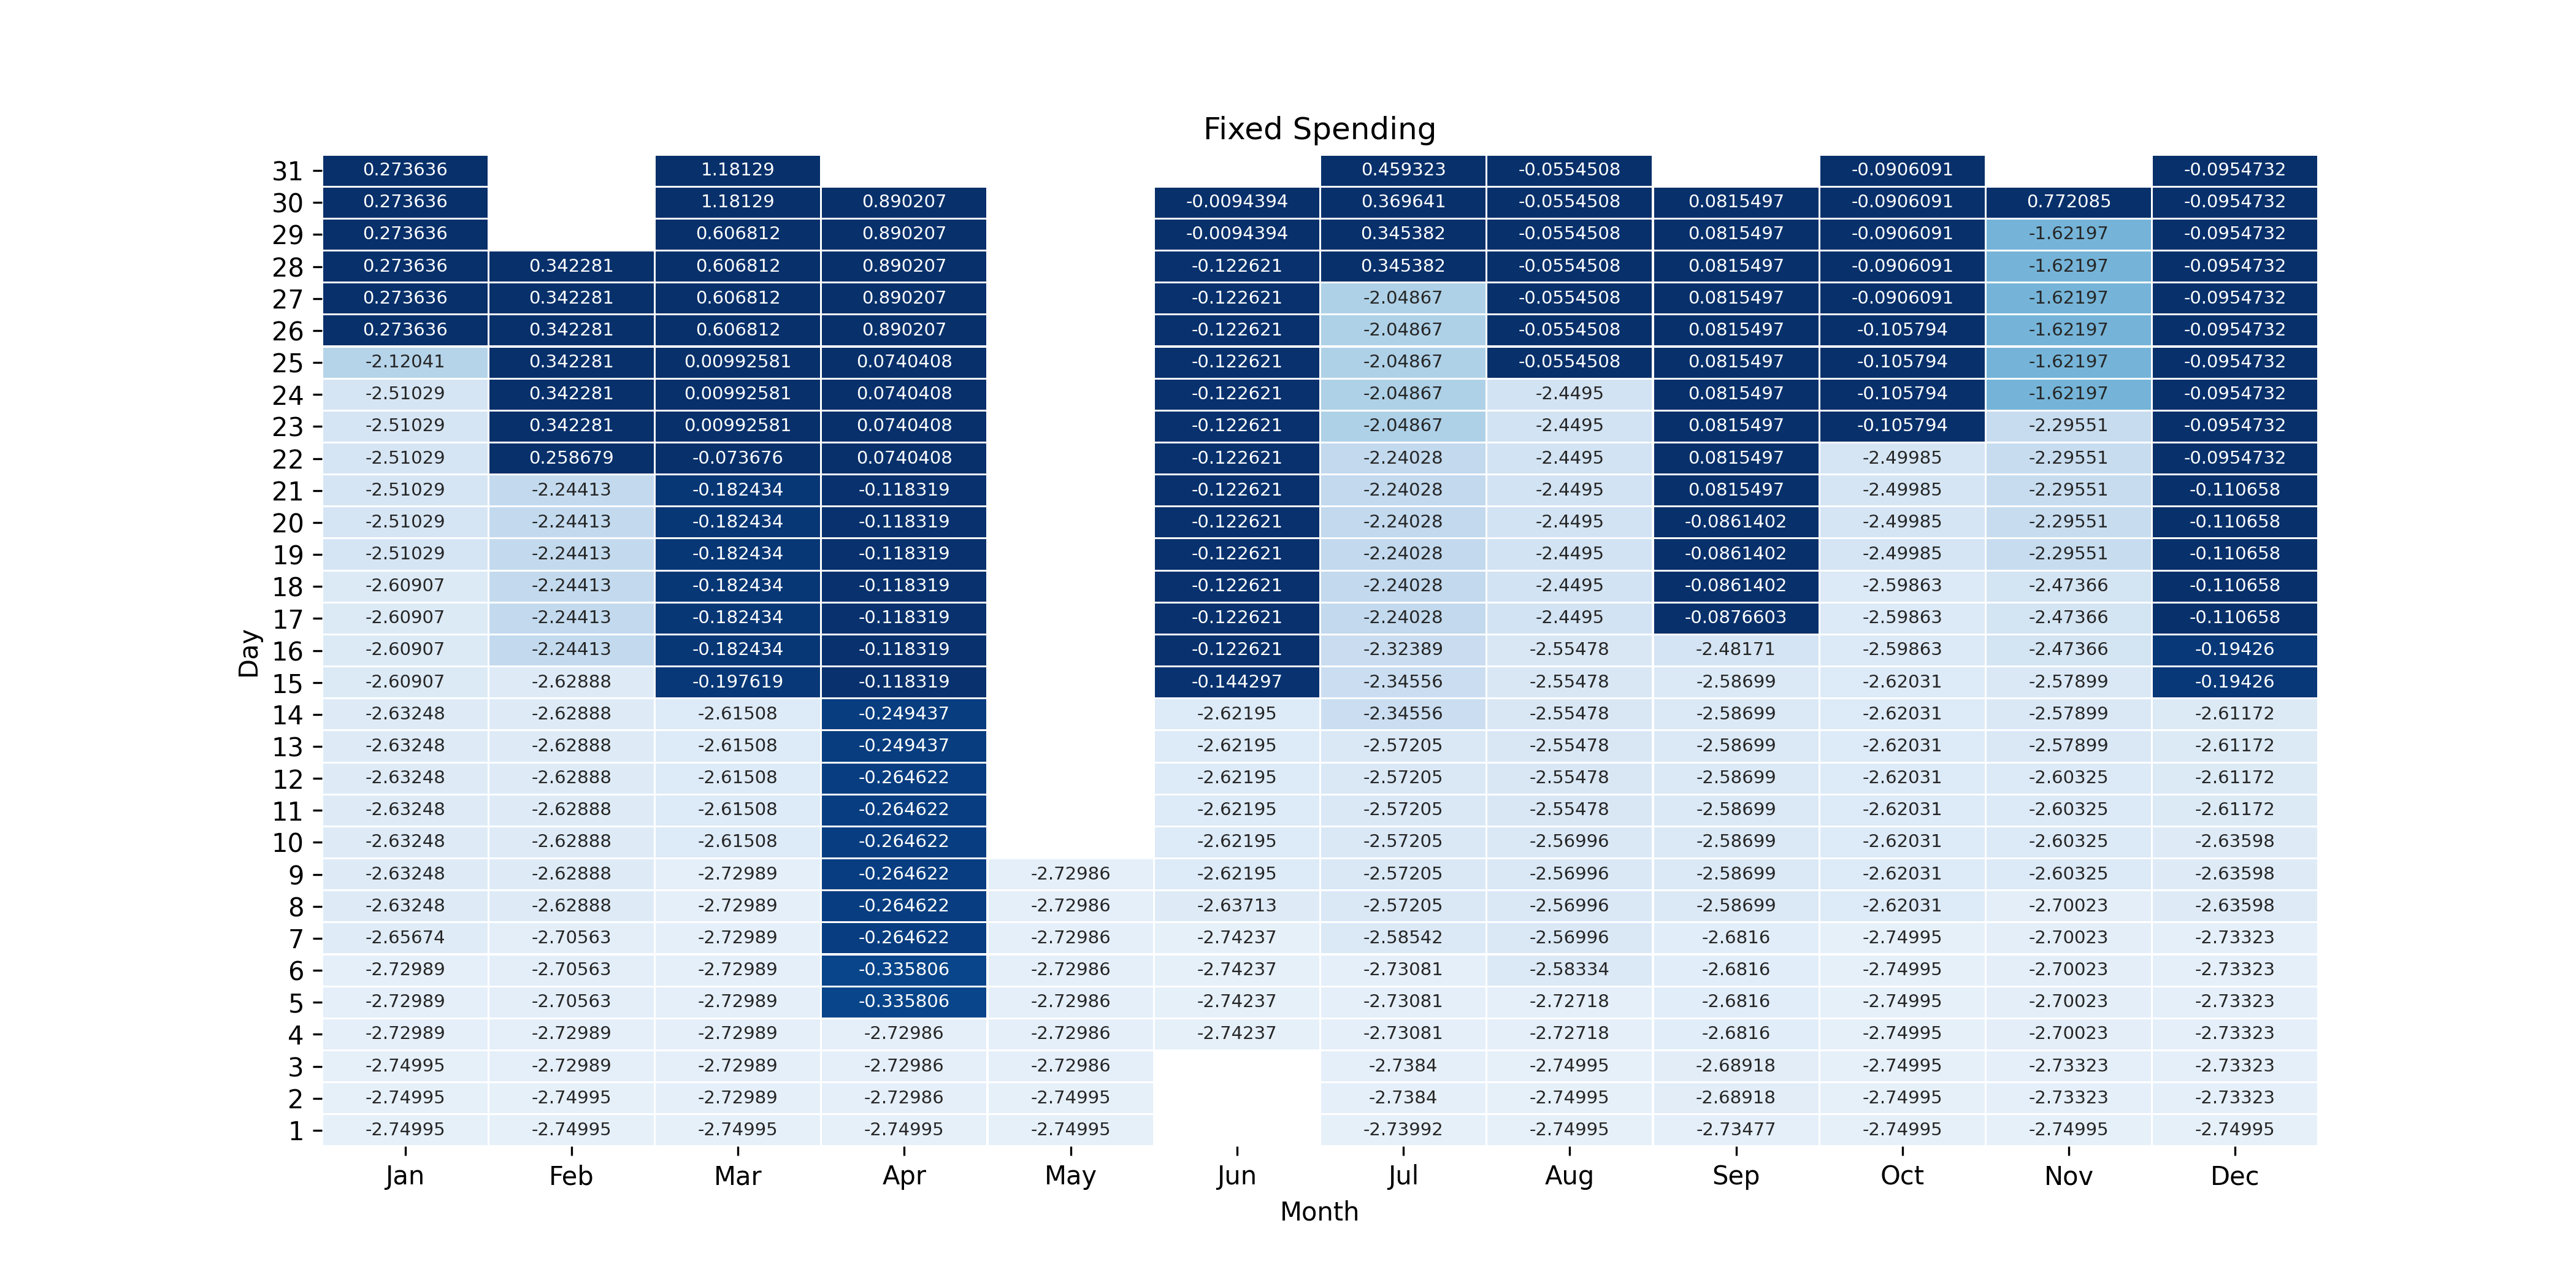 Fixed Spending
31 0.273636 1.18129 0.459323 -0.0554508 -0.0906091 -0.0954732
30 0.273636 1.18129 0.890207 -0.0094394 0.369641 -0.0554508 0.0815497 -0.0906091 0.772085 -0.0954732
29 0.273636 0.606812 0.890207 -0.0094394 0.345382 -0.0554508 0.0815497 -0.0906091 -1.62197 -0.0954732
28 0.273636 0.342281 0.606812 0.890207 -0.122621 0.345382 -0.0554508 0.0815497 -0.0906091 -1.62197 -0.0954732
27 0.273636 0.342281 0.606812 0.890207 -0.122621 -2.04867 -0.0554508 0.0815497 -0.0906091 -1.62197 -0.0954732
26 0.273636 0.342281 0.606812 0.890207 -0.122621 -2.04867 -0.0554508 0.0815497 -0.105794 -1.62197 -0.0954732
25 -2.12041 0.342281 0.00992581 0.0740408 -0.122621 -2.04867 -0.0554508 0.0815497 -0.105794 -1.62197 -0.0954732
24 -2.51029 0.342281 0.00992581 0.0740408 -0.122621 -2.04867 -2.4495 0.0815497 -0.105794 -1.62197 -0.0954732
23 -2.51029 0.342281 0.00992581 0.0740408 -0.122621 -2.04867 -2.4495 0.0815497 -0.105794 -2.29551 -0.0954732
22 -2.51029 0.258679 -0.073676 0.0740408 -0.122621 -2.24028 -2.4495 0.0815497 -2.49985 -2.29551 -0.0954732
21 -2.51029 -2.24413 -0.182434 -0.118319 -0.122621 -2.24028 -2.4495 0.0815497 -2.49985 -2.29551 -0.110658
20 -2.51029 -2.24413 -0.182434 -0.118319 -0.122621 -2.24028 -2.4495 -0.0861402 -2.49985 -2.29551 -0.110658
19 -2.51029 -2.24413 -0.182434 -0.118319 -0.122621 -2.24028 -2.4495 -0.0861402 -2.49985 -2.29551 -0.110658
18 -2.60907 -2.24413 -0.182434 -0.118319 -0.122621 -2.24028 -2.4495 -0.0861402 -2.59863 -2.47366 -0.110658
17 -2.60907 -2.24413 -0.182434 -0.118319 -0.122621 -2.24028 -2.4495 -0.0876603 -2.59863 -2.47366 -0.110658
16 -2.60907 -2.24413 -0.182434 -0.118319 -0.122621 -2.32389 -2.55478 -2.48171 -2.59863 -2.47366 -0.19426
Day
15 -2.60907 -2.62888 -0.197619 -0.118319 -0.144297 -2.34556 -2.55478 -2.58699 -2.62031 -2.57899 -0.19426
14 -2.63248 -2.62888 -2.61508 -0.249437 -2.62195 -2.34556 -2.55478 -2.58699 -2.62031 -2.57899 -2.61172
13 -2.63248 -2.62888 -2.61508 -0.249437 -2.62195 -2.57205 -2.55478 -2.58699 -2.62031 -2.57899 -2.61172
12 -2.63248 -2.62888 -2.61508 -0.264622 -2.62195 -2.57205 -2.55478 -2.58699 -2.62031 -2.60325 -2.61172
11 -2.63248 -2.62888 -2.61508 -0.264622 -2.62195 -2.57205 -2.55478 -2.58699 -2.62031 -2.60325 -2.61172
10 -2.63248 -2.62888 -2.61508 -0.264622 -2.62195 -2.57205 -2.56996 -2.58699 -2.62031 -2.60325 -2.63598
9 -2.63248 -2.62888 -2.72989 -0.264622 -2.72986 -2.62195 -2.57205 -2.56996 -2.58699 -2.62031 -2.60325 -2.63598
8 -2.63248 -2.62888 -2.72989 -0.264622 -2.72986 -2.63713 -2.57205 -2.56996 -2.58699 -2.62031 -2.70023 -2.63598
7 -2.65674 -2.70563 -2.72989 -0.264622 -2.72986 -2.74237 -2.58542 -2.56996 -2.6816 -2.74995 -2.70023 -2.73323
6 -2.72989 -2.70563 -2.72989 -0.335806 -2.72986 -2.74237 -2.73081 -2.58334 -2.6816 -2.74995 -2.70023 -2.73323
5 -2.72989 -2.70563 -2.72989 -0.335806 -2.72986 -2.74237 -2.73081 -2.72718 -2.6816 -2.74995 -2.70023 -2.73323
4 -2.72989 -2.72989 -2.72989 -2.72986 -2.72986 -2.74237 -2.73081 -2.72718 -2.6816 -2.74995 -2.70023 -2.73323
3 -2.74995 -2.72989 -2.72989 -2.72986 -2.72986 -2.7384 -2.74995 -2.68918 -2.74995 -2.73323 -2.73323
2 -2.74995 -2.74995 -2.72989 -2.72986 -2.74995 -2.7384 -2.74995 -2.68918 -2.74995 -2.73323 -2.73323
1 -2.74995 -2.74995 -2.74995 -2.74995 -2.74995 -2.73992 -2.74995 -2.73477 -2.74995 -2.74995 -2.74995
Jan Feb Mar Apr May Jun Jul Aug Sep Oct Nov Dec
Month